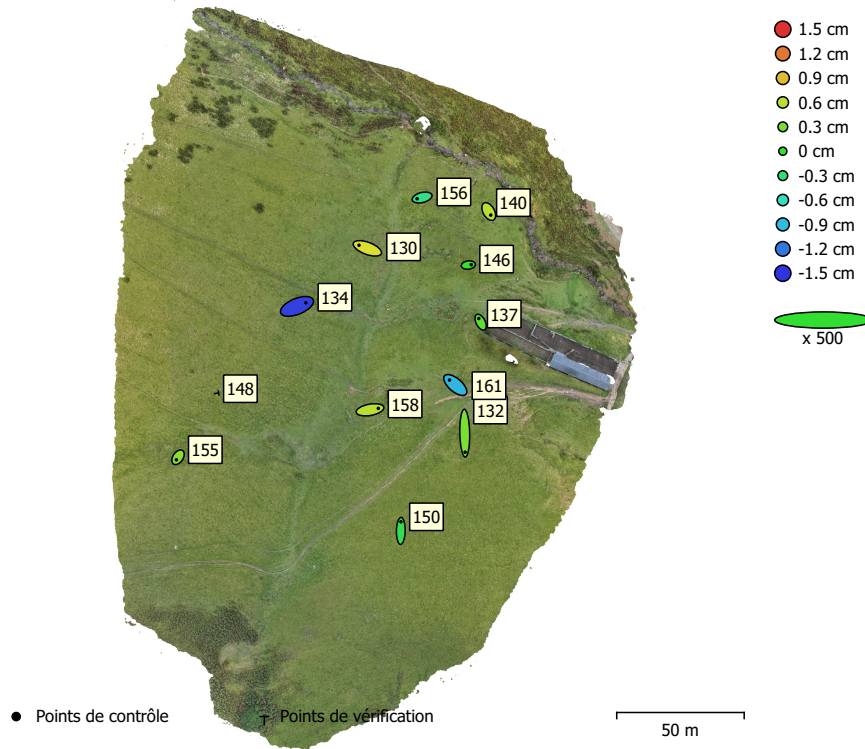 1.5 cm
1.2 cm
0.9 cm
0.6 cm
0.3 cm
0 cm
-0.3 cm
-0.6 cm
-0.9 cm
-1.2 cm
-1.5 cm
x 500
156
140
130
146
134
137
148
161
158
132
155
150
Points de contrôle
Points de vérification
50 m